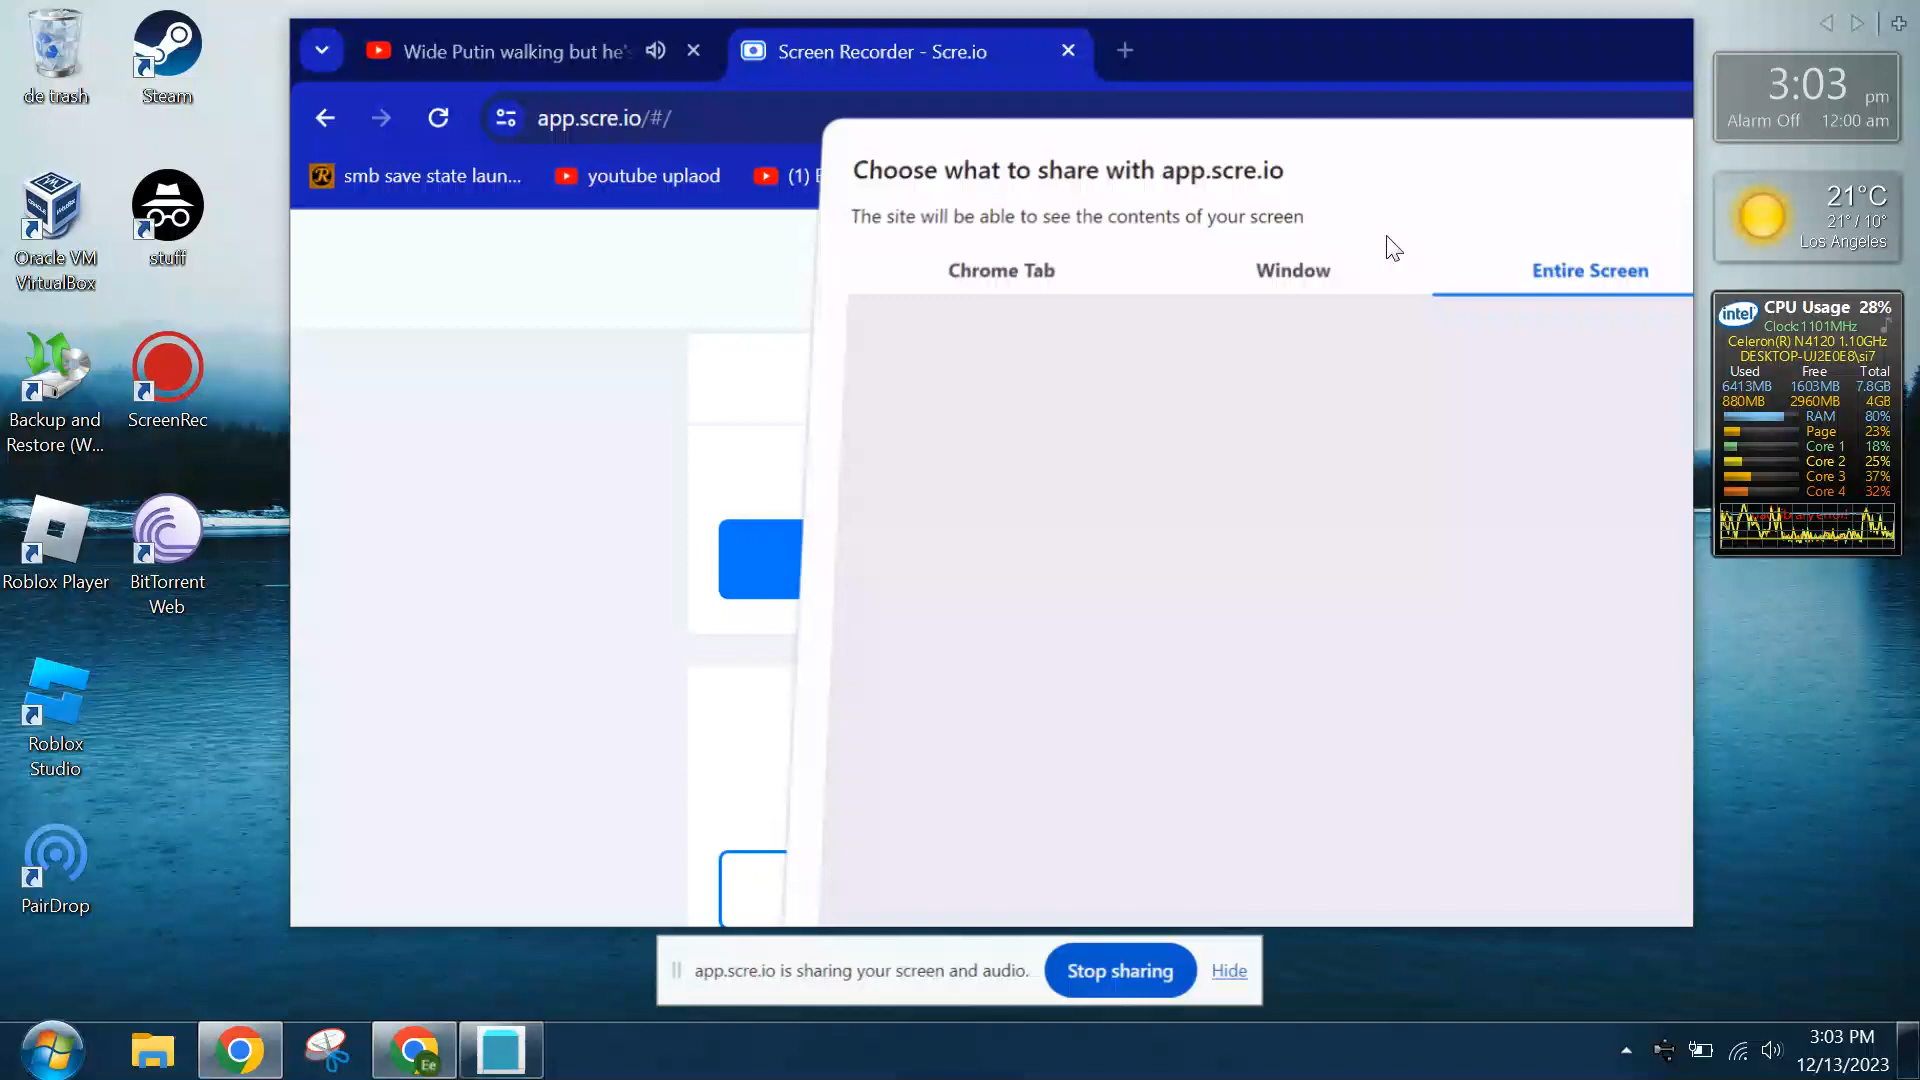 de trash
Steam
Oracle VM
VirtualBox
stuff
Backup and
Restore (W...
ScreenRec
Roblox Player
BitTorrent
Web
Roblox
Studio
PairDrop
Wide Putin walking but he's
Screen Recorder - Scre.io
app.scre.io/#/
smb save state laun...
youtube uplaod
(1)
Choose what to share with app.scre.io
The site will be able to see the contents of your screen
Chrome Tab
Window
Entire Screen
app.scre.io is sharing your screen and audio.
Stop sharing
Hide
3:03 pm
Alarm Off 12:00 am
21°C
21° / 10°
Los Angeles
intel
CPU Usage 28%
Clock:1101MHz
Celeron(R) N4120 1.10GHz
DESKTOP-UJ2E0E8\si7
Used Free Total
6413MB 1603MB 7.8GB
880MB 2960MB 4GB
RAM 80%
Page 23%
Core 1 18%
Core 2 25%
Core 3 37%
Core 4 32%
Ee
3:03 PM
12/13/2023